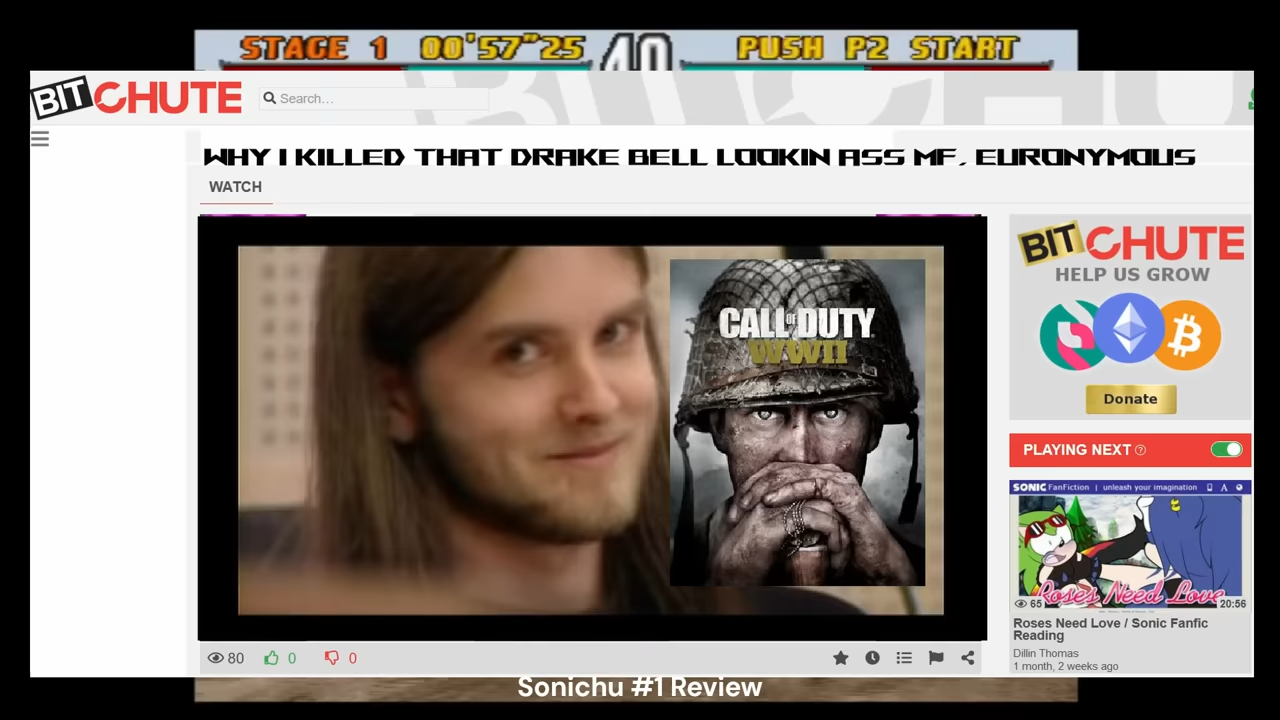 STAGE 1 00'57"25 40 PUSH P2 START
BITCHUTE
Search...
BITCHU
WHY I KILLED THAT DRAKE BELL LOOKIN ASS MF, EURONYMOUS
WATCH
CALL OF DUTY
WWII
80 0 0
BITCHUTE
HELP US GROW
Donate
PLAYING NEXT
SONIC FanFiction | unleash your imagination
Roses Need Love
65 20:56
Roses Need Love / Sonic Fanfic
Reading
Dillin Thomas
1 month, 2 weeks ago
Sonichu #1 Review